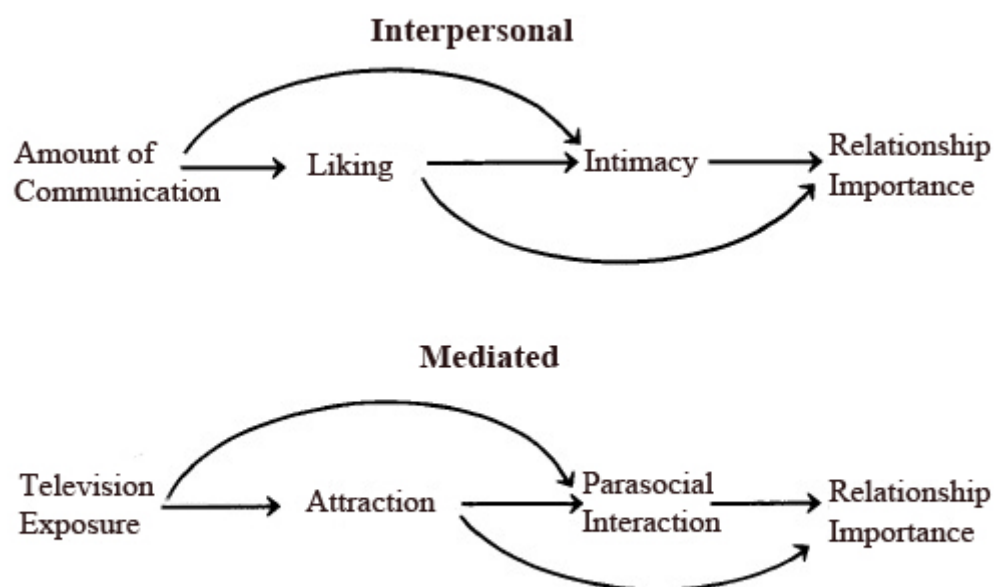 Interpersonal
Amount of
Communication
Liking
Intimacy
Relationship
Importance
Mediated
Television
Exposure
Attraction
Parasocial
Interaction
Relationship
Importance